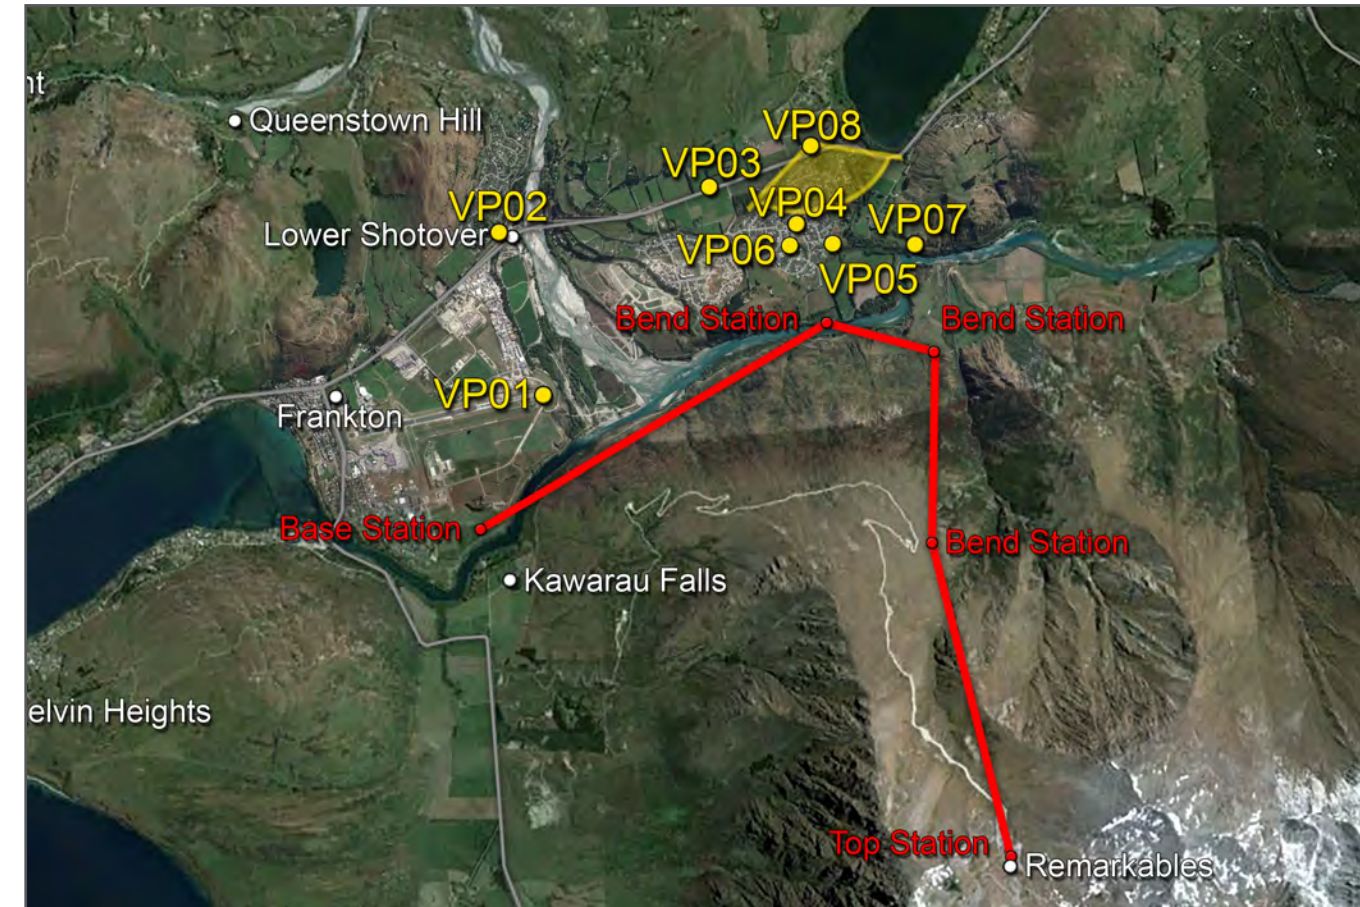 nt
Queenstown Hill
VP08
VP03
VP02
VP04
VP07
Lower Shotover
VP06
VP05
Bend Station
Bend Station
VP01
Frankton
Base Station
Bend Station
Kawarau Falls
elvin Heights
Top Station
Remarkables